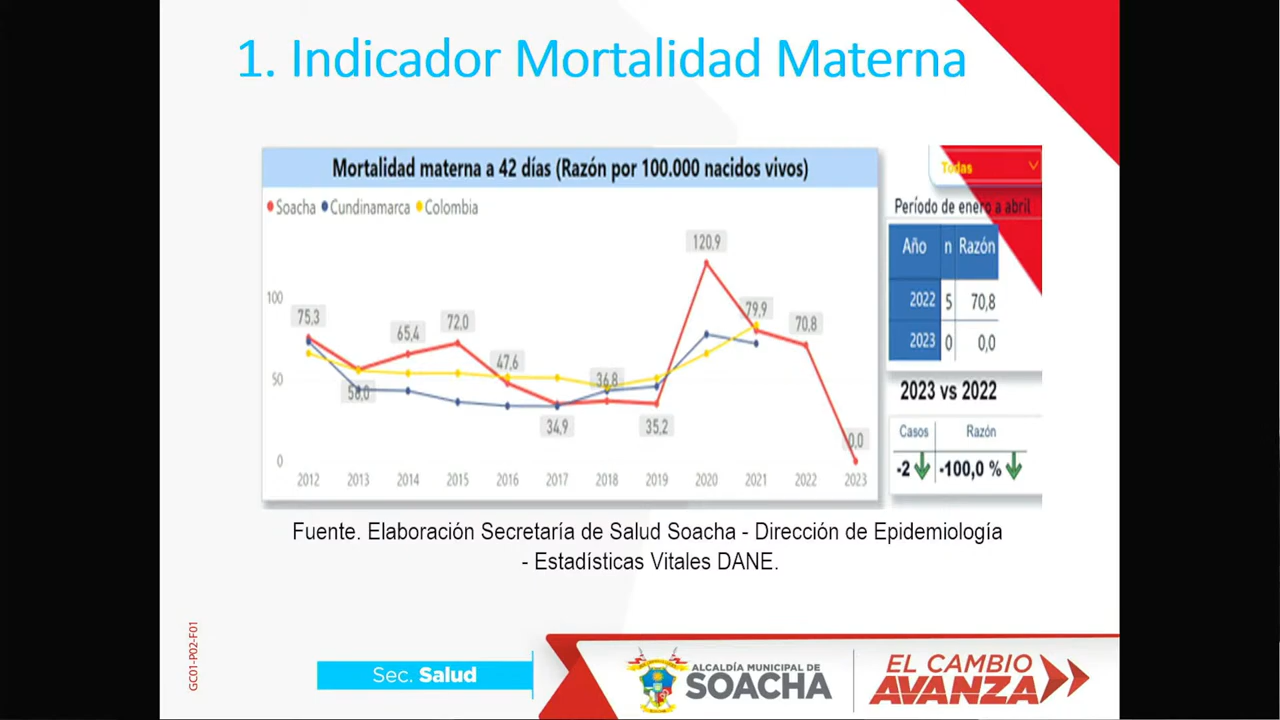 1. Indicador Mortalidad Materna
Mortalidad materna a 42 días (Razón por 100.000 nacidos vivos)
Soacha Cundinamarca Colombia
100
50
0
75,3
58,0
65,4
72,0
47,6
34,9
36,8
35,2
120,9
79,9
70,8
0,0
2012 2013 2014 2015 2016 2017 2018 2019 2020 2021 2022 2023
Todas
Período de enero a abril
Año n Razón
2022 5 70,8
2023 0 0,0
2023 vs 2022
Casos Razón
-2 -100,0 %
Fuente. Elaboración Secretaría de Salud Soacha - Dirección de Epidemiología
- Estadísticas Vitales DANE.
GC01-P02-F01
Sec. Salud
ALCALDÍA MUNICIPAL DE
SOACHA
EL CAMBIO
AVANZA